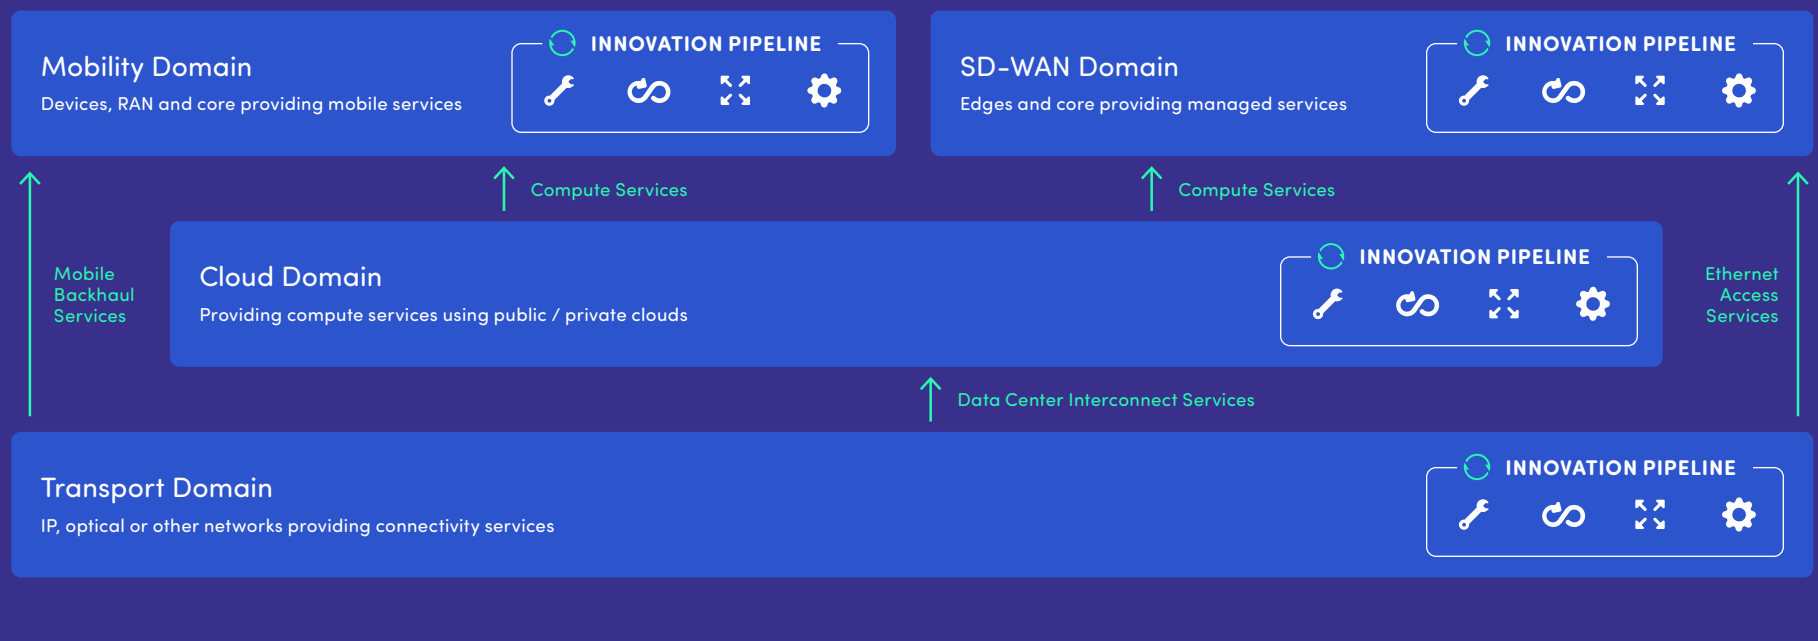 Mobility Domain
Devices, RAN and core providing mobile services
INNOVATION PIPELINE
SD-WAN Domain
Edges and core providing managed services
INNOVATION PIPELINE
Compute Services
Compute Services
Mobile
Backhaul
Services
Cloud Domain
Providing compute services using public / private clouds
INNOVATION PIPELINE
Ethernet
Access
Services
Data Center Interconnect Services
Transport Domain
IP, optical or other networks providing connectivity services
INNOVATION PIPELINE